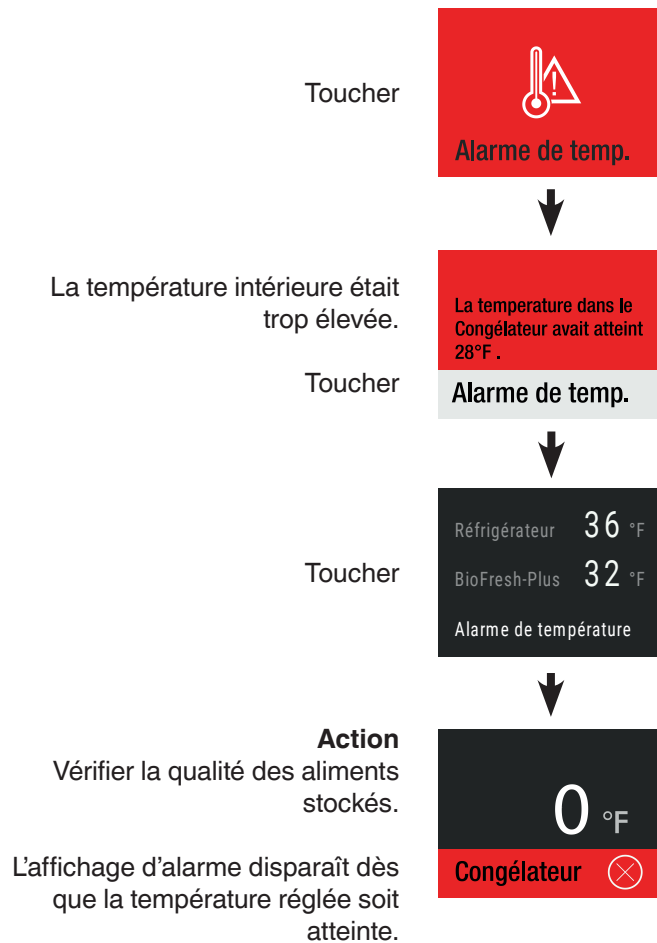 Toucher
Alarme de temp.
La température intérieure était
trop élevée.
La temperature dans le
Congélateur avait atteint
28°F .
Toucher
Alarme de temp.
Toucher
Réfrigérateur 36 °F
BioFresh-Plus 32 °F
Alarme de température
Action
Vérifier la qualité des aliments
stockés.
L'affichage d'alarme disparaît dès
que la température réglée soit
atteinte.
0 °F
Congélateur